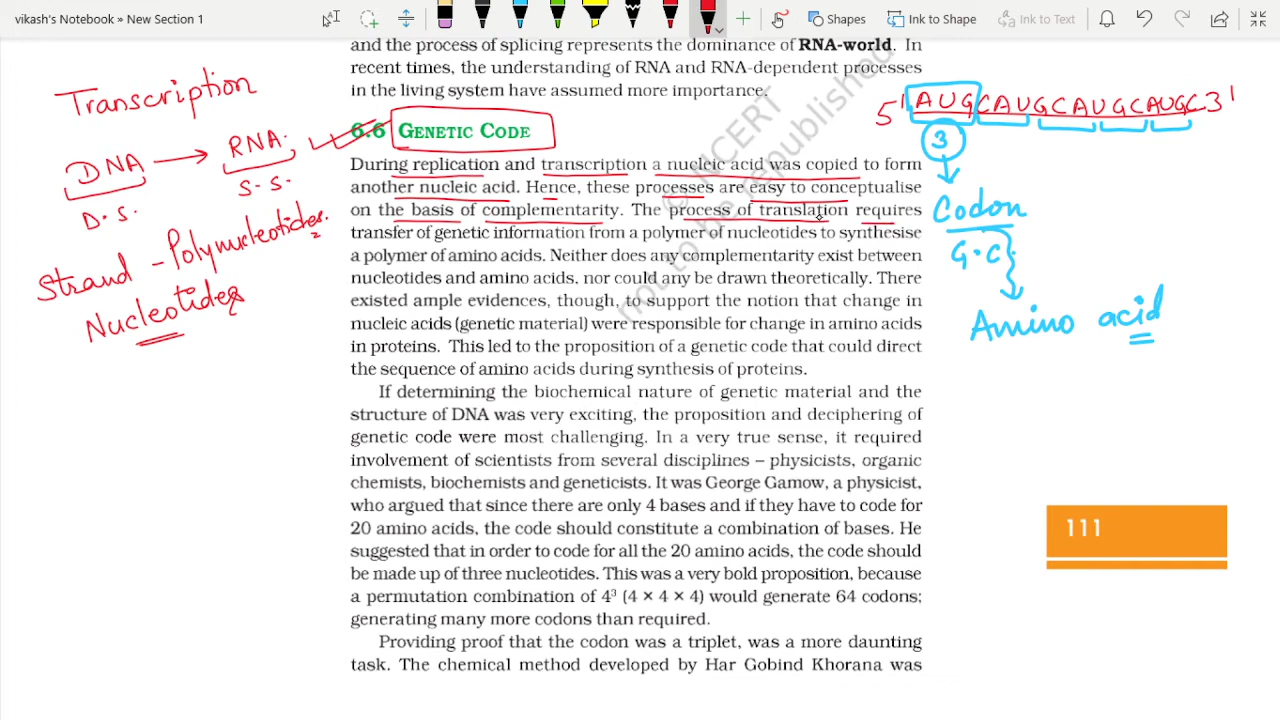 vikash's Notebook » New Section 1
Shapes
Ink to Shape
Ink to Text
and the process of splicing represents the dominance of RNA-world. In
recent times, the understanding of RNA and RNA-dependent processes
in the living system have assumed more importance.
6.6 GENETIC CODE
During replication and transcription a nucleic acid was copied to form
another nucleic acid. Hence, these processes are easy to conceptualise
on the basis of complementarity. The process of translation requires
transfer of genetic information from a polymer of nucleotides to synthesise
a polymer of amino acids. Neither does any complementarity exist between
nucleotides and amino acids, nor could any be drawn theoretically. There
existed ample evidences, though, to support the notion that change in
nucleic acids (genetic material) were responsible for change in amino acids
in proteins. This led to the proposition of a genetic code that could direct
the sequence of amino acids during synthesis of proteins.
If determining the biochemical nature of genetic material and the
structure of DNA was very exciting, the proposition and deciphering of
genetic code were most challenging. In a very true sense, it required
involvement of scientists from several disciplines – physicists, organic
chemists, biochemists and geneticists. It was George Gamow, a physicist,
who argued that since there are only 4 bases and if they have to code for
20 amino acids, the code should constitute a combination of bases. He
suggested that in order to code for all the 20 amino acids, the code should
be made up of three nucleotides. This was a very bold proposition, because
a permutation combination of 4³ (4 × 4 × 4) would generate 64 codons;
generating many more codons than required.
Providing proof that the codon was a triplet, was a more daunting
task. The chemical method developed by Har Gobind Khorana was
© NCERT
not to be republished
Transcription
DNA → RNA.
D.S.
S.S.
Strand - Polynucleotides.
Nucleotides
5' AUGCAUGCAUGCAUGC3'
3
Codon
G.C.
Amino acid
111